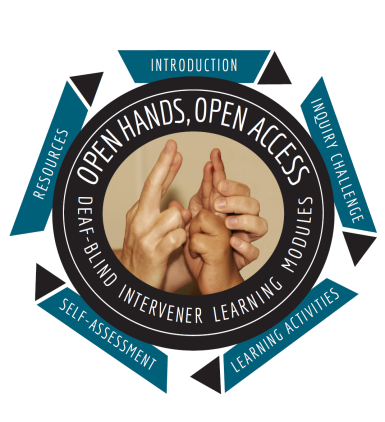 INTRODUCTION
INQUIRY CHALLENGE
LEARNING ACTIVITIES
SELF-ASSESSMENT
RESOURCES
OPEN HANDS, OPEN ACCESS
DEAF-BLIND INTERVENER LEARNING MODULES